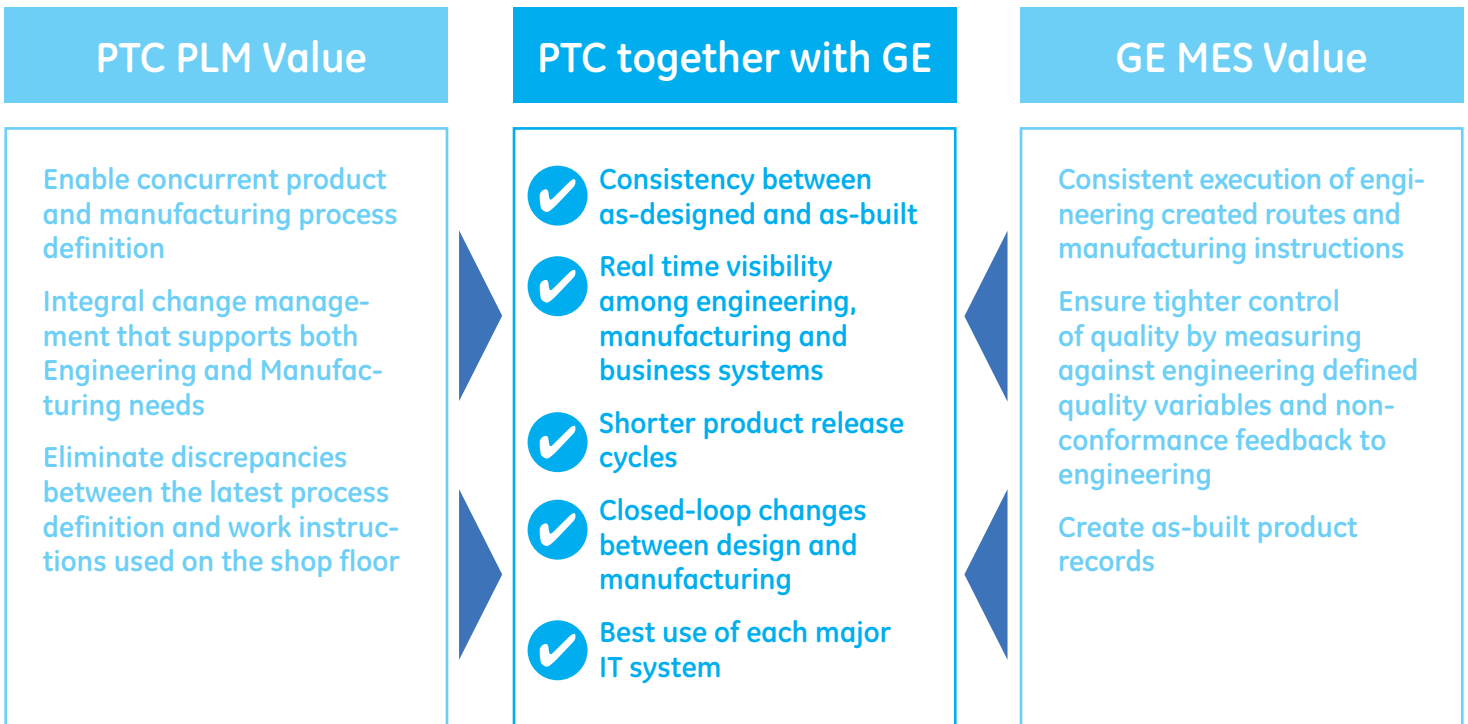 PTC PLM Value
Enable concurrent product
and manufacturing process
definition
Integral change manage-
ment that supports both
Engineering and Manufac-
turing needs
Eliminate discrepancies
between the latest process
definition and work instruc-
tions used on the shop floor
PTC together with GE
Consistency between
as-designed and as-built
Real time visibility
among engineering,
manufacturing and
business systems
Shorter product release
cycles
Closed-loop changes
between design and
manufacturing
Best use of each major
IT system
GE MES Value
Consistent execution of engi-
neering created routes and
manufacturing instructions
Ensure tighter control
of quality by measuring
against engineering defined
quality variables and non-
conformance feedback to
engineering
Create as-built product
records